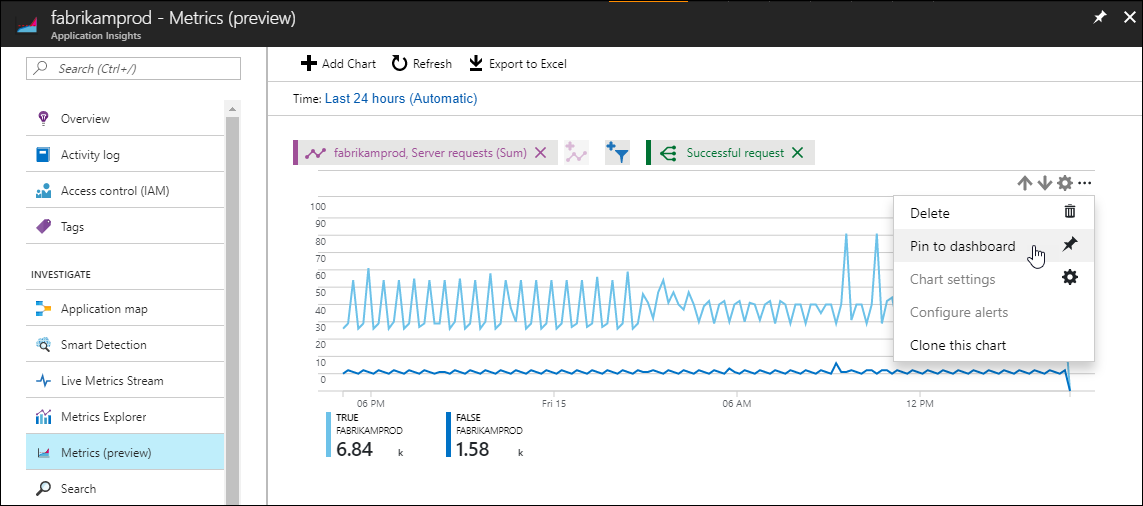 fabrikamprod - Metrics (preview)
Application Insights
Search (Ctrl+/)
Overview
Activity log
Access control (IAM)
Tags
INVESTIGATE
Application map
Smart Detection
Live Metrics Stream
Metrics Explorer
Metrics (preview)
Search
Add Chart Refresh Export to Excel
Time: Last 24 hours (Automatic)
fabrikamprod, Server requests (Sum) Successful request
Delete
Pin to dashboard
Chart settings
Configure alerts
Clone this chart
100
90
80
70
60
50
40
30
20
10
0
06 PM Fri 15 06 AM 12 PM
TRUE FALSE
FABRIKAMPROD FABRIKAMPROD
6.84 k 1.58 k